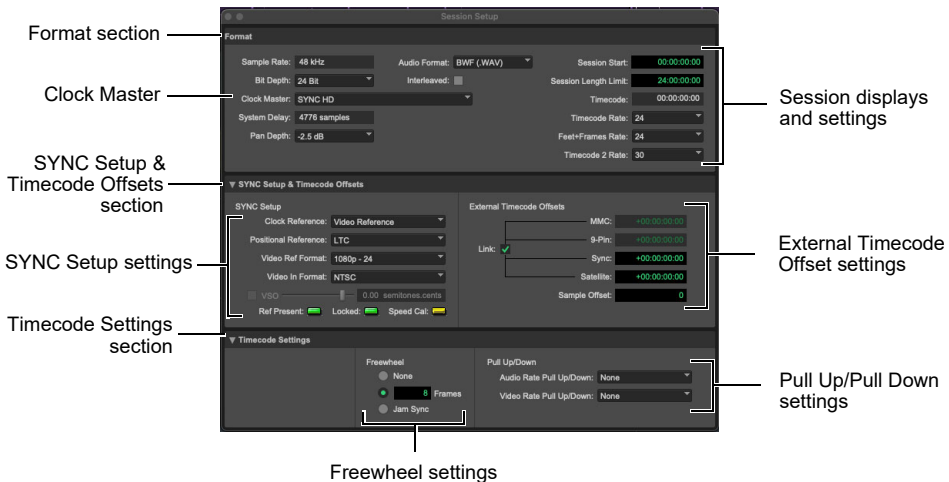 Session Setup
Format section
Format
Sample Rate: 48 kHz
Audio Format: BWF (.WAV)
Session Start: 00:00:00:00
Bit Depth: 24 Bit
Interleaved:
Session Length Limit: 24:00:00:00
Clock Master
Clock Master: SYNC HD
Timecode: 00:00:00:00
System Delay: 4776 samples
Timecode Rate: 24
Pan Depth: -2.5 dB
Feet+Frames Rate: 24
Timecode 2 Rate: 30
Session displays
and settings
SYNC Setup &
Timecode Offsets
section
SYNC Setup & Timecode Offsets
SYNC Setup
Clock Reference: Video Reference
Positional Reference: LTC
Video Ref Format: 1080p - 24
Video In Format: NTSC
VSO 0.00 semitones.cents
Ref Present: Locked: Speed Cal:
SYNC Setup settings
External Timecode Offsets
Link:
MMC: +00:00:00:00
9-Pin: +00:00:00:00
Sync: +00:00:00:00
Satellite: +00:00:00:00
Sample Offset: 0
External Timecode
Offset settings
Timecode Settings
section
Timecode Settings
Freewheel
None
8 Frames
Jam Sync
Pull Up/Down
Audio Rate Pull Up/Down: None
Video Rate Pull Up/Down: None
Pull Up/Pull Down
settings
Freewheel settings